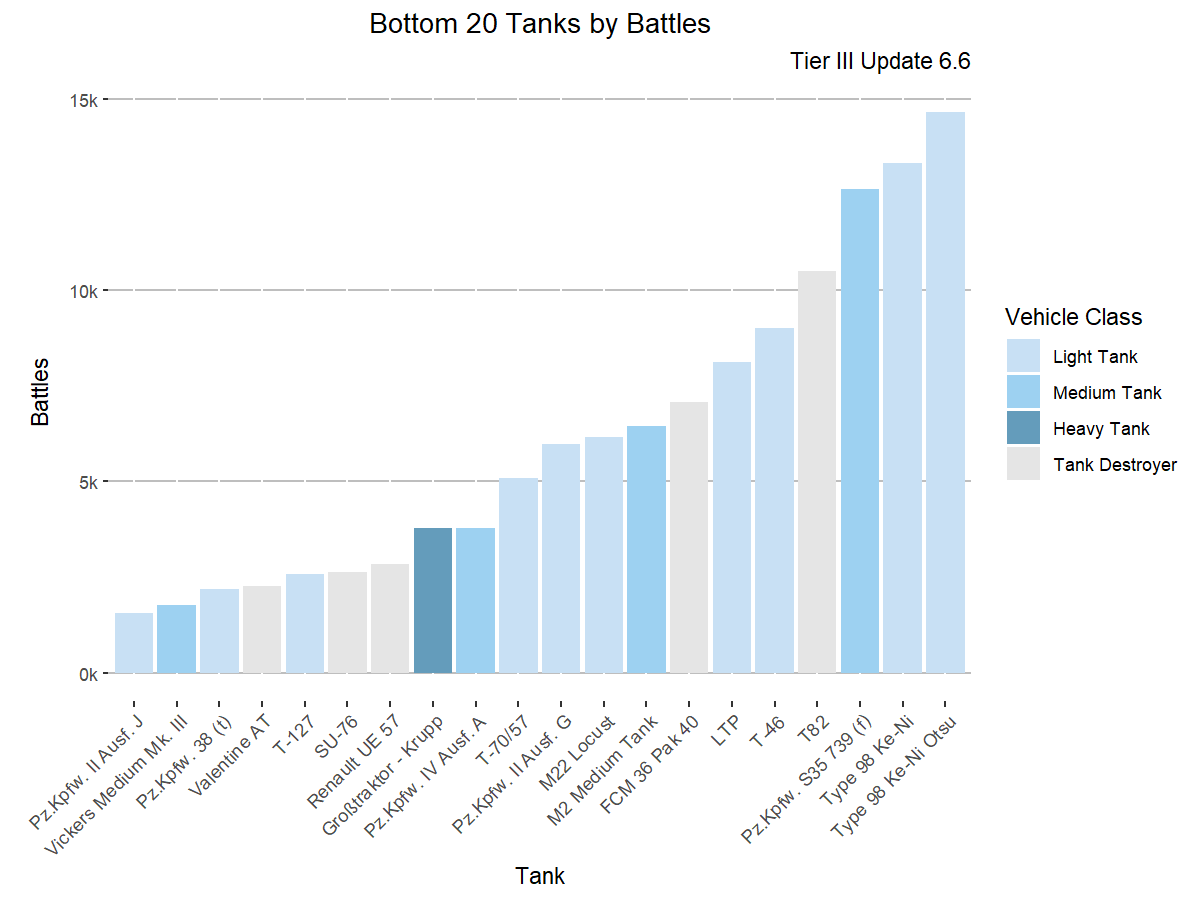 Bottom 20 Tanks by Battles
Tier III Update 6.6
15k
10k
5k
0k
Battles
Pz.Kpfw. II Ausf. J
Vickers Medium Mk. III
Pz.Kpfw. 38 (t)
Valentine AT
T-127
SU-76
Renault UE 57
Großtraktor - Krupp
Pz.Kpfw. IV Ausf. A
T-70/57
Pz.Kpfw. II Ausf. G
M22 Locust
M2 Medium Tank
FCM 36 Pak 40
LTP
T-46
T82
Pz.Kpfw. S35 739 (f)
Type 98 Ke-Ni
Type 98 Ke-Ni Otsu
Tank
Vehicle Class
Light Tank
Medium Tank
Heavy Tank
Tank Destroyer